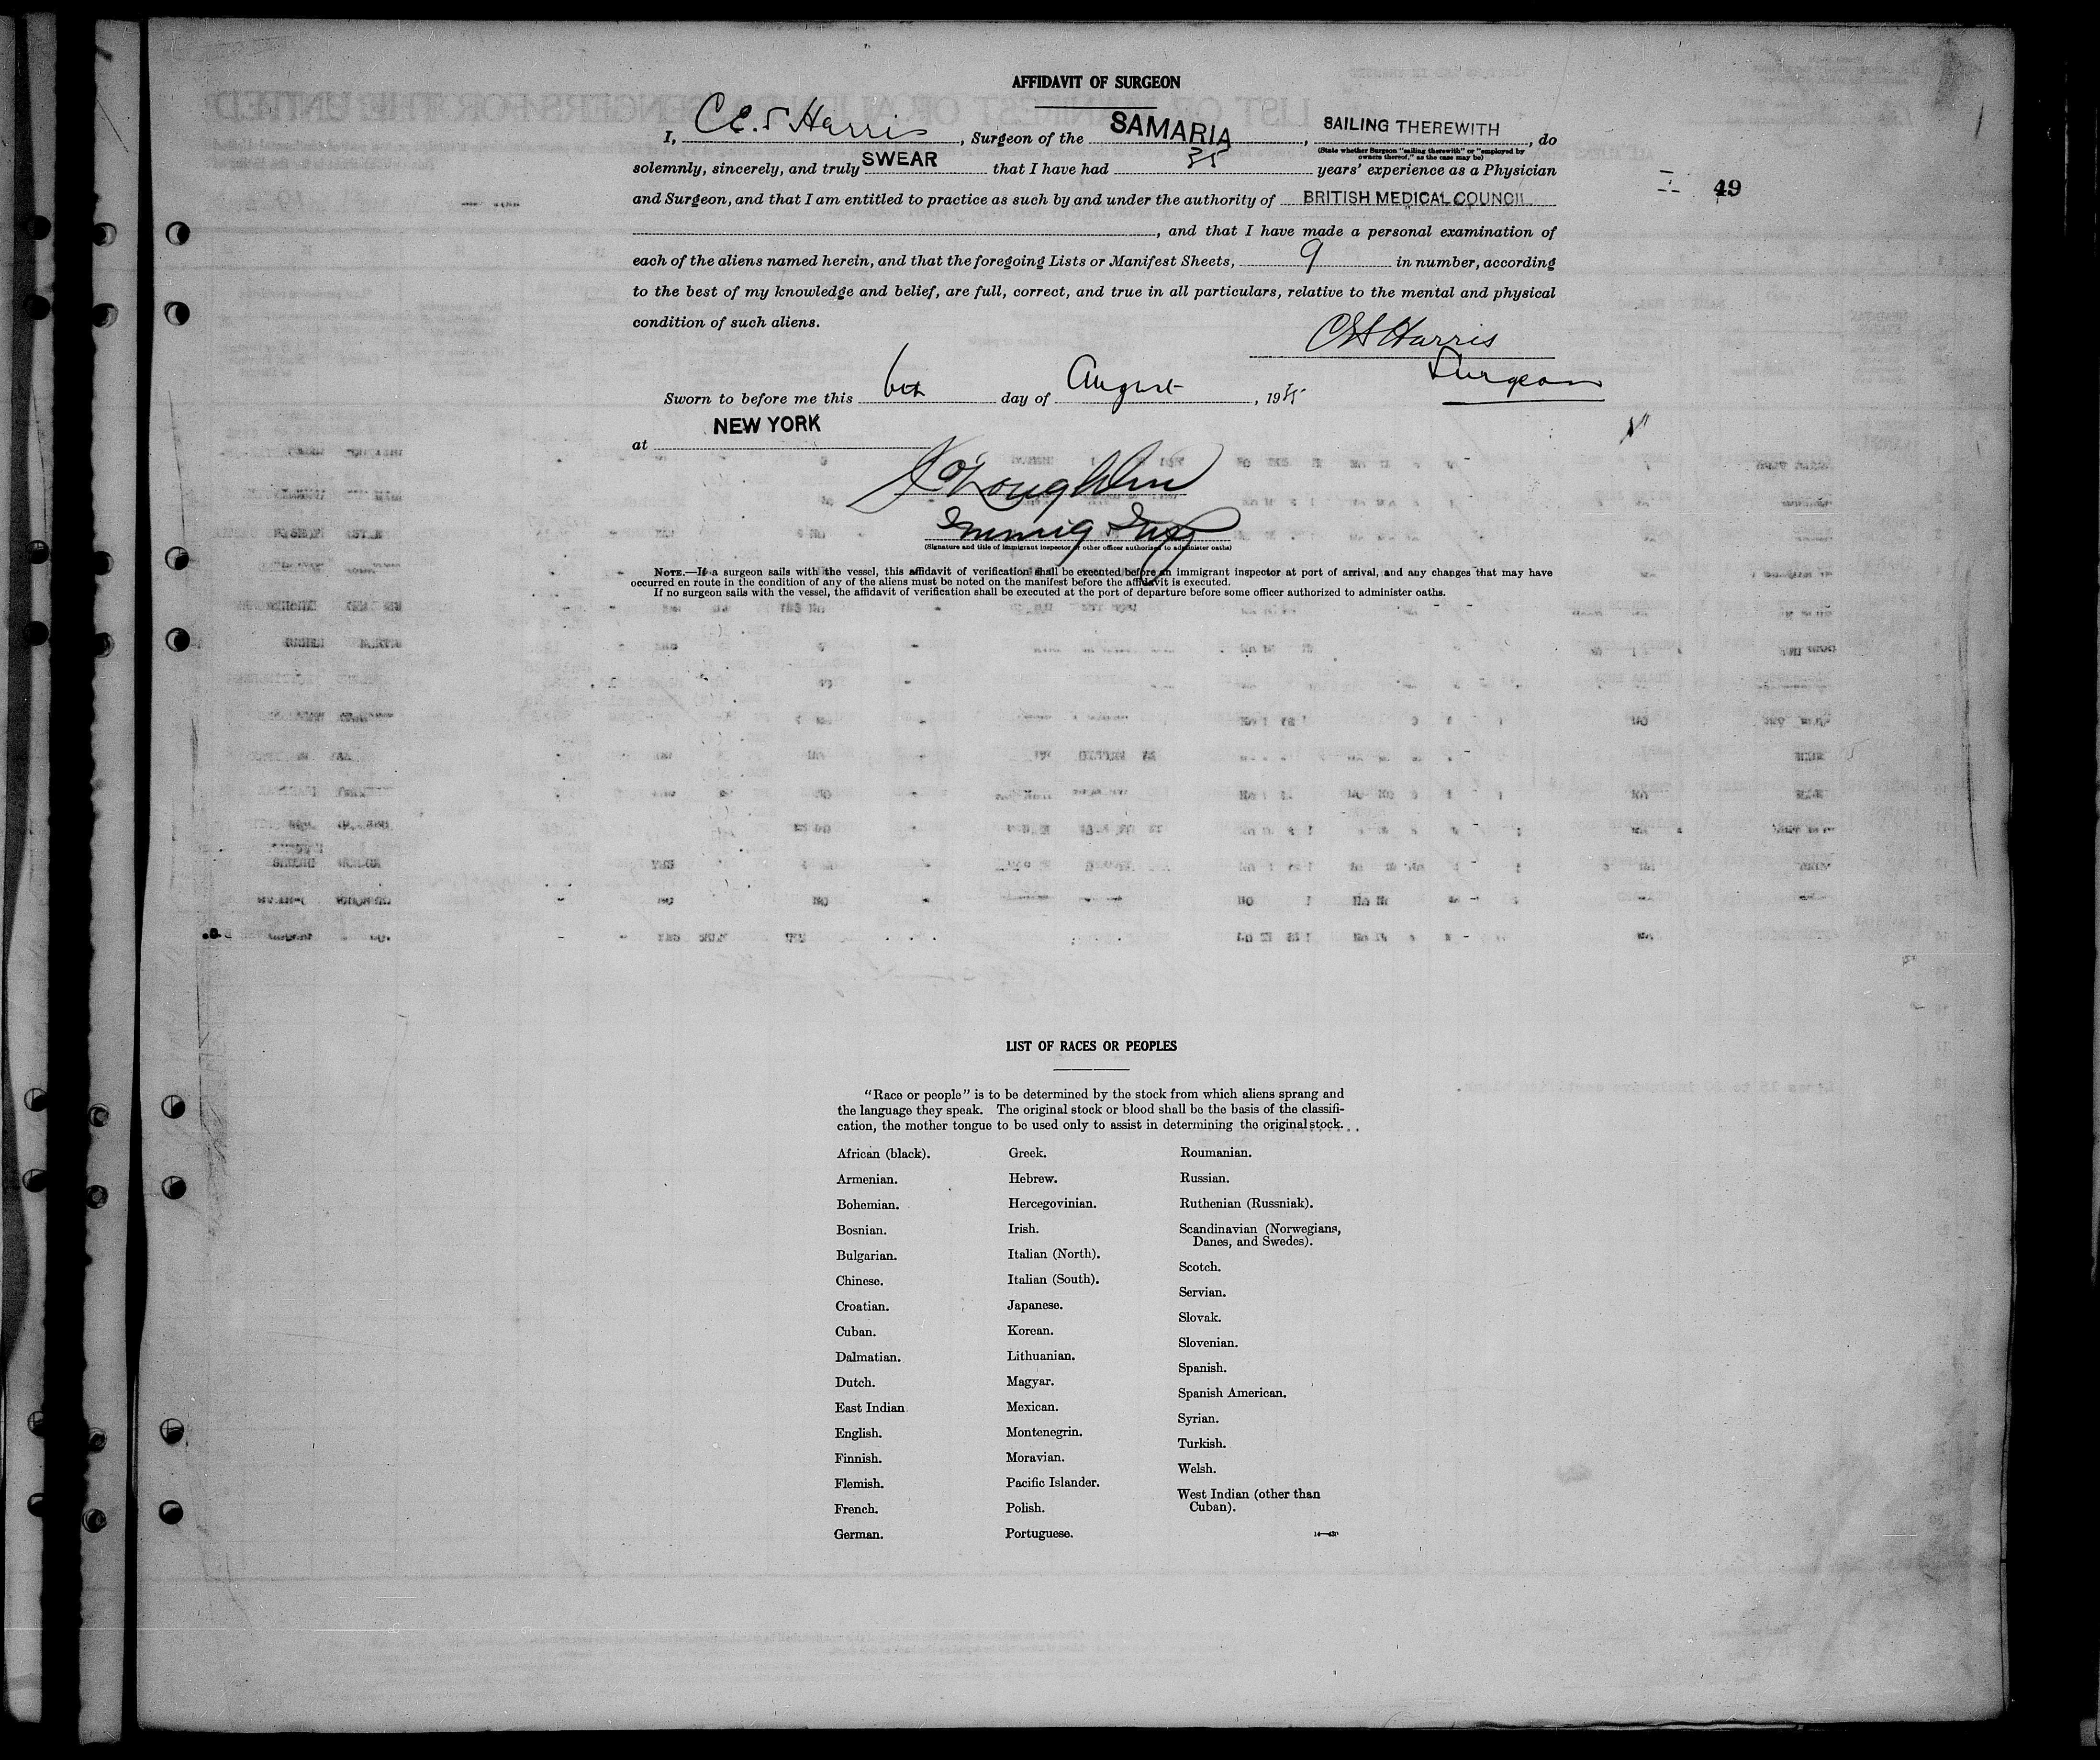 AFFIDAVIT OF SURGEON
I, C E S Harris, Surgeon of the SAMARIA, SAILING THEREWITH, do
(State whether Surgeon "sailing therewith" or "employed by
owners thereof," as the case may be)
solemnly, sincerely, and truly SWEAR that I have had 35 years' experience as a Physician
49
and Surgeon, and that I am entitled to practice as such by and under the authority of BRITISH MEDICAL COUNCIL
, and that I have made a personal examination of
each of the aliens named herein, and that the foregoing Lists or Manifest Sheets, 9 in number, according
to the best of my knowledge and belief, are full, correct, and true in all particulars, relative to the mental and physical
condition of such aliens.
Harris
Surgeon
Sworn to before me this 6th day of August, 19
at NEW YORK
Immig Insp
(Signature and title of immigrant inspector or other officer authorized to administer oaths)
NOTE.—If a surgeon sails with the vessel, this affidavit of verification shall be executed before an immigrant inspector at port of arrival, and any changes that may have
occurred en route in the condition of any of the aliens must be noted on the manifest before the affidavit is executed.
If no surgeon sails with the vessel, the affidavit of verification shall be executed at the port of departure before some officer authorized to administer oaths.
LIST OF RACES OR PEOPLES
"Race or people" is to be determined by the stock from which aliens sprang and
the language they speak. The original stock or blood shall be the basis of the classifi-
cation, the mother tongue to be used only to assist in determining the original stock.
African (black).
Armenian.
Bohemian.
Bosnian.
Bulgarian.
Chinese.
Croatian.
Cuban.
Dalmatian.
Dutch.
East Indian
English.
Finnish.
Flemish.
French.
German.
Greek.
Hebrew.
Hercegovinian.
Irish.
Italian (North).
Italian (South).
Japanese.
Korean.
Lithuanian.
Magyar.
Mexican.
Montenegrin.
Moravian.
Pacific Islander.
Polish.
Portuguese.
Roumanian.
Russian.
Ruthenian (Russniak).
Scandinavian (Norwegians,
Danes, and Swedes).
Scotch.
Servian.
Slovak.
Slovenian.
Spanish.
Spanish American.
Syrian.
Turkish.
Welsh.
West Indian (other than
Cuban).